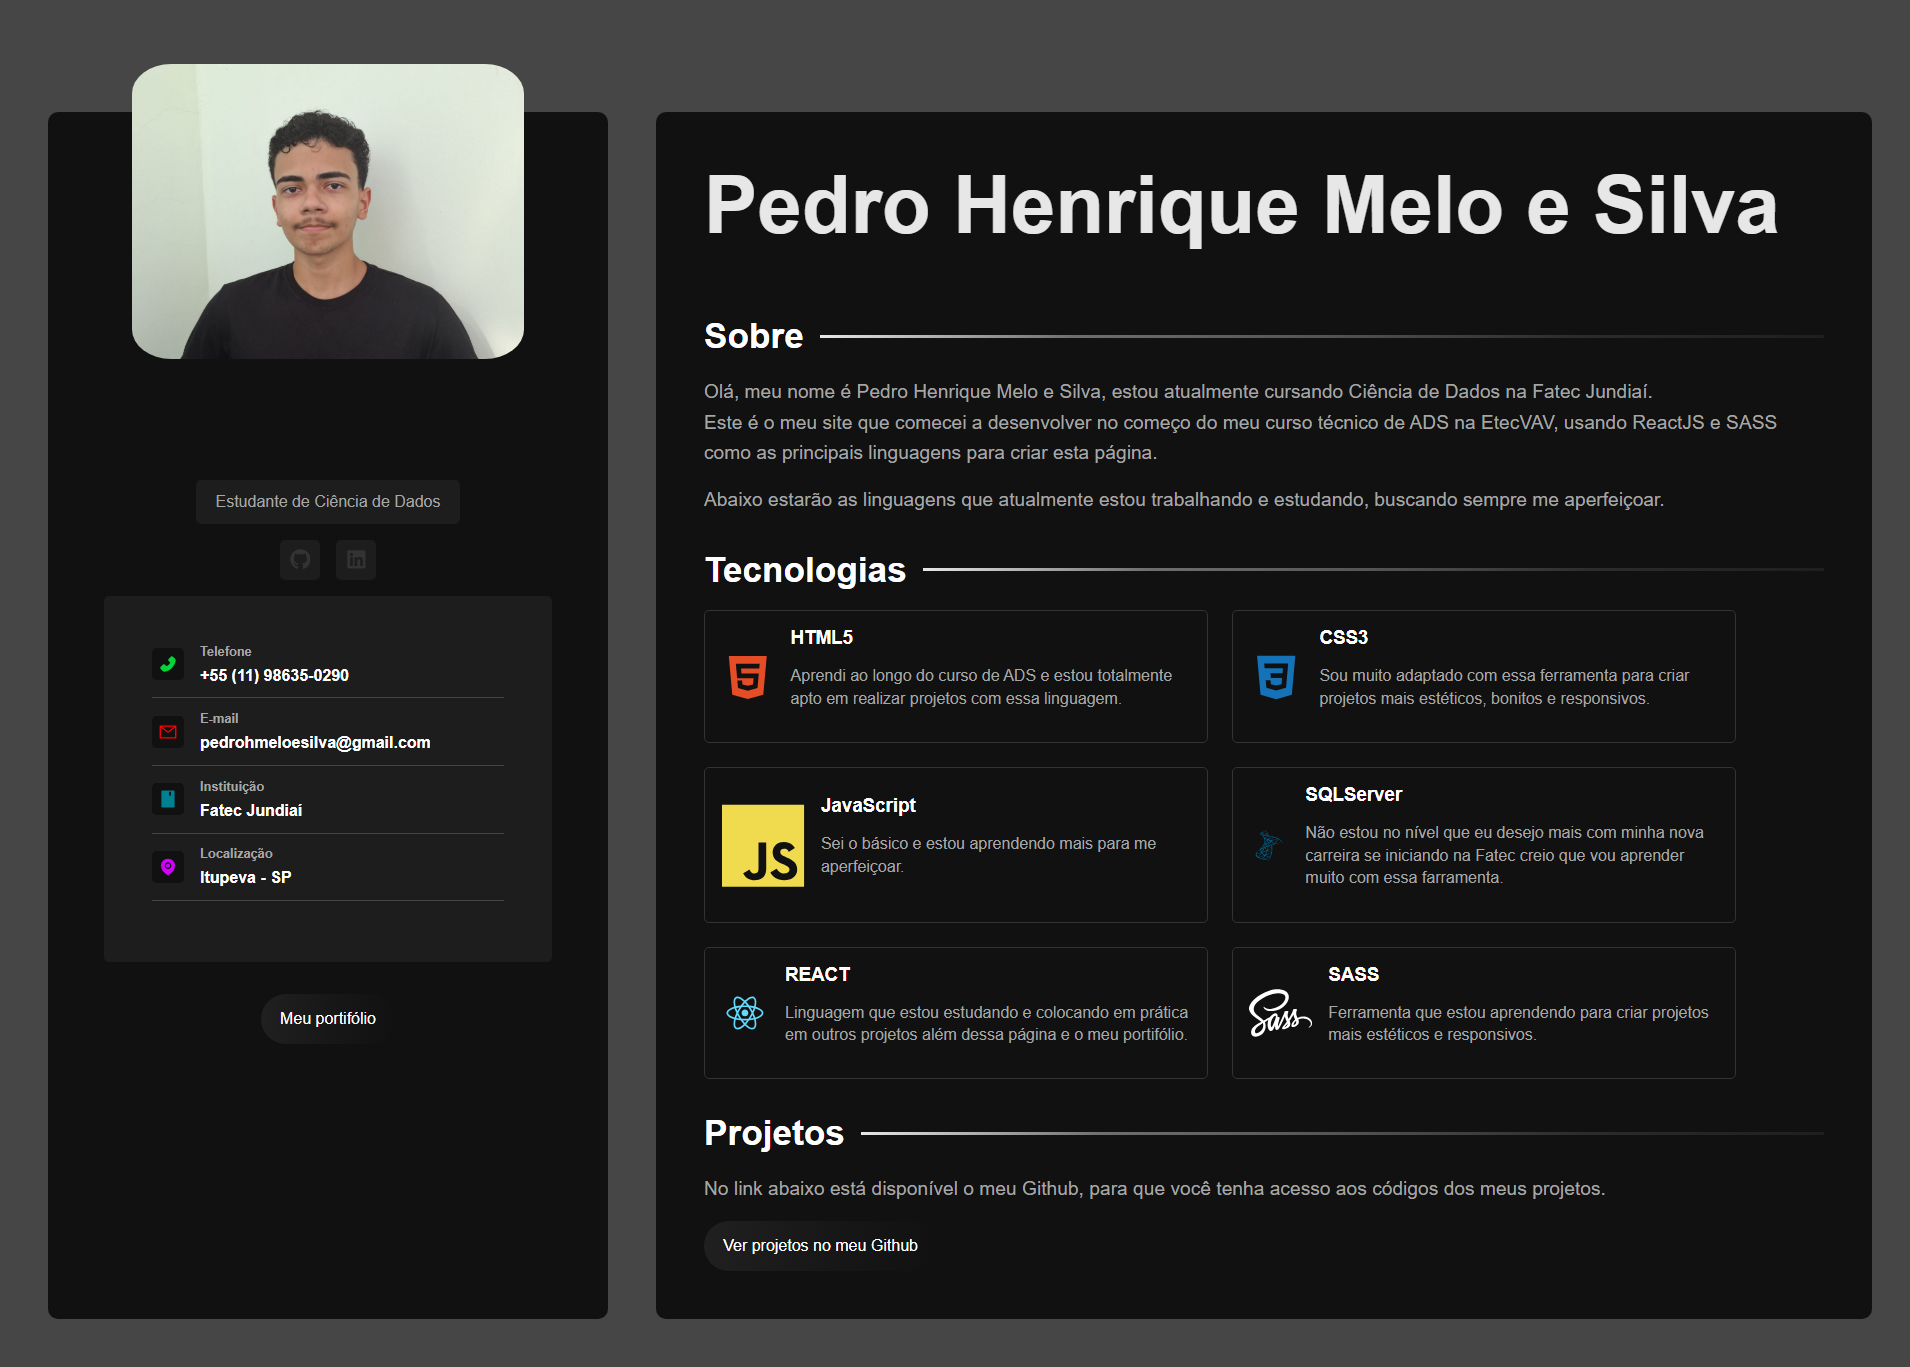 Estudante de Ciência de Dados
Telefone
+55 (11) 98635-0290
E-mail
pedrohmeloesilva@gmail.com
Instituição
Fatec Jundiaí
Localização
Itupeva - SP
Meu portifólio
Pedro Henrique Melo e Silva
Sobre
Olá, meu nome é Pedro Henrique Melo e Silva, estou atualmente cursando Ciência de Dados na Fatec Jundiaí.
Este é o meu site que comecei a desenvolver no começo do meu curso técnico de ADS na EtecVAV, usando ReactJS e SASS
como as principais linguagens para criar esta página.
Abaixo estarão as linguagens que atualmente estou trabalhando e estudando, buscando sempre me aperfeiçoar.
Tecnologias
HTML5
Aprendi ao longo do curso de ADS e estou totalmente
apto em realizar projetos com essa linguagem.
CSS3
Sou muito adaptado com essa ferramenta para criar
projetos mais estéticos, bonitos e responsivos.
JS
JavaScript
Sei o básico e estou aprendendo mais para me
aperfeiçoar.
SQLServer
Não estou no nível que eu desejo mais com minha nova
carreira se iniciando na Fatec creio que vou aprender
muito com essa farramenta.
REACT
Linguagem que estou estudando e colocando em prática
em outros projetos além dessa página e o meu portifólio.
Sass
SASS
Ferramenta que estou aprendendo para criar projetos
mais estéticos e responsivos.
Projetos
No link abaixo está disponível o meu Github, para que você tenha acesso aos códigos dos meus projetos.
Ver projetos no meu Github